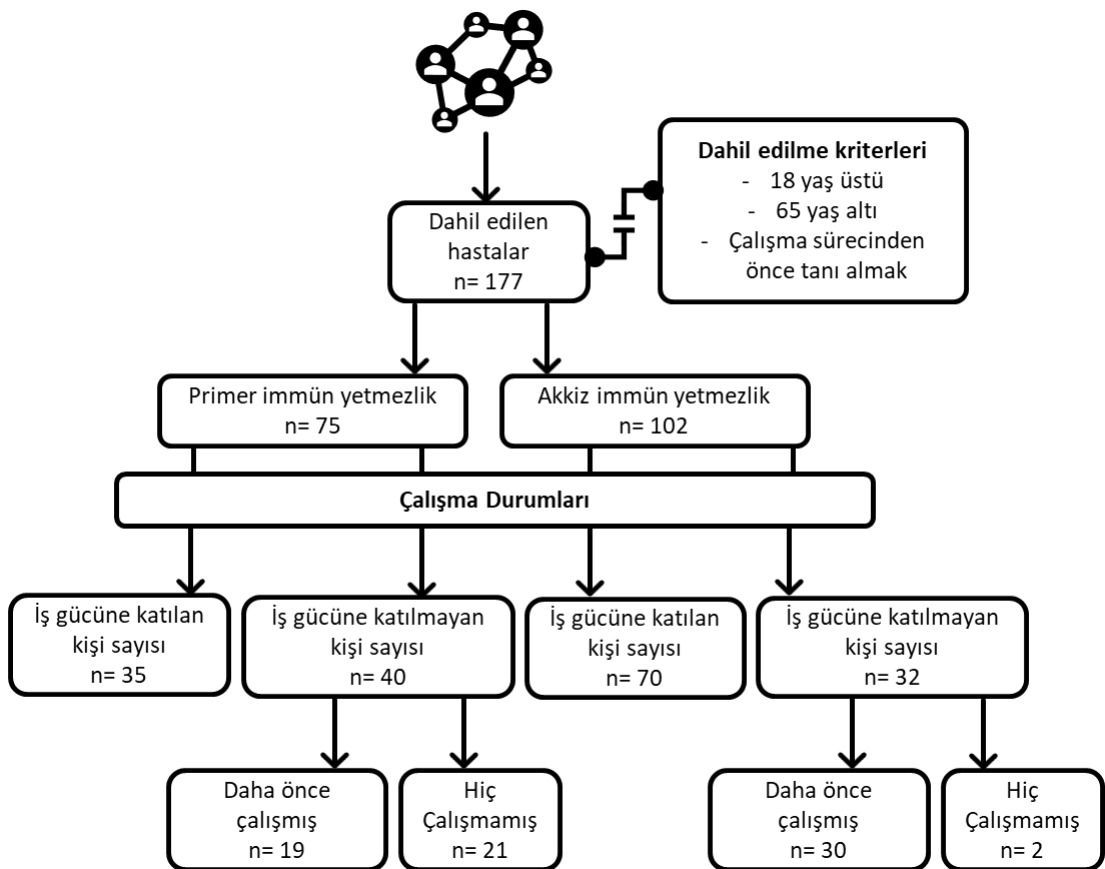 Dahil edilme kriterleri
- 18 yaş üstü
- 65 yaş altı
- Çalışma sürecinden
önce tanı almak
Dahil edilen
hastalar
n= 177
Primer immün yetmezlik
n= 75
Akkiz immün yetmezlik
n= 102
Çalışma Durumları
İş gücüne katılan
kişi sayısı
n= 35
İş gücüne katılmayan
kişi sayısı
n= 40
İş gücüne katılan
kişi sayısı
n= 70
İş gücüne katılmayan
kişi sayısı
n= 32
Daha önce
çalışmış
n= 19
Hiç
Çalışmamış
n= 21
Daha önce
çalışmış
n= 30
Hiç
Çalışmamış
n= 2